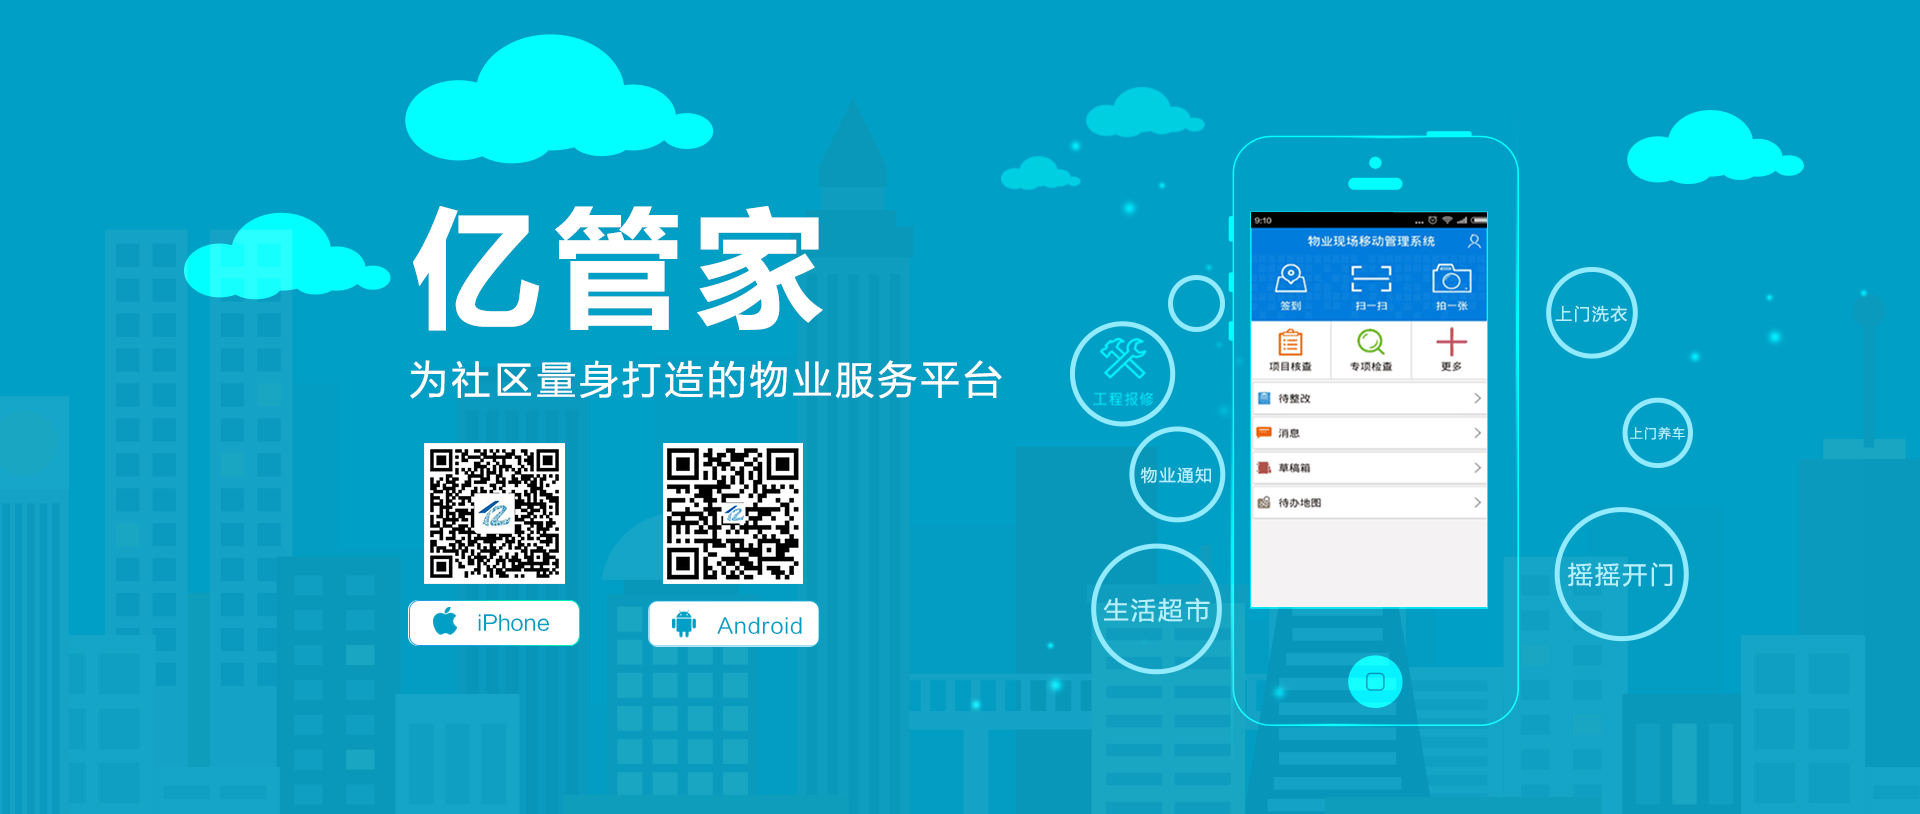 亿管家
为社区量身打造的物业服务平台
iPhone
Android
工程报修
物业通知
生活超市
9:10
物业现场移动管理系统
签到
扫一扫
拍一张
项目核查
专项检查
更多
待整改
消息
草稿箱
待办地图
上门洗衣
上门养车
摇摇开门